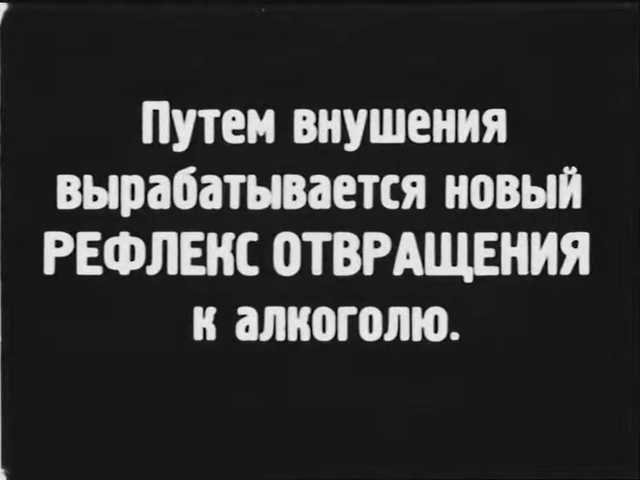 Путем внушения
вырабатывается новый
РЕФЛЕКС ОТВРАЩЕНИЯ
к алкоголю.